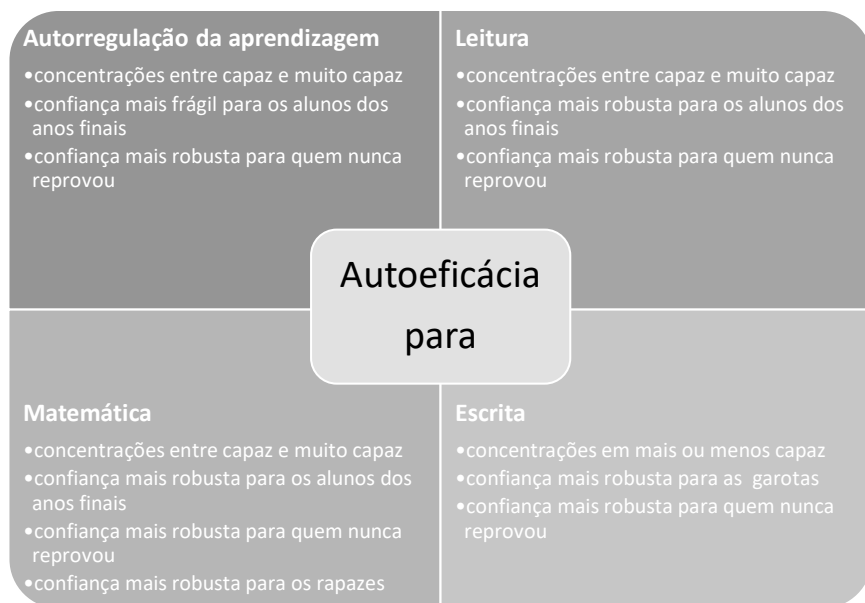 Autorregulação da aprendizagem
•concentrações entre capaz e muito capaz
•confiança mais frágil para os alunos dos
anos finais
•confiança mais robusta para quem nunca
reprovou
Leitura
•concentrações entre capaz e muito capaz
•confiança mais robusta para os alunos dos
anos finais
•confiança mais robusta para quem nunca
reprovou
Autoeficácia
para
Matemática
•concentrações entre capaz e muito capaz
•confiança mais robusta para os alunos dos
anos finais
•confiança mais robusta para quem nunca
reprovou
•confiança mais robusta para os rapazes
Escrita
•concentrações em mais ou menos capaz
•confiança mais robusta para as garotas
•confiança mais robusta para quem nunca
reprovou